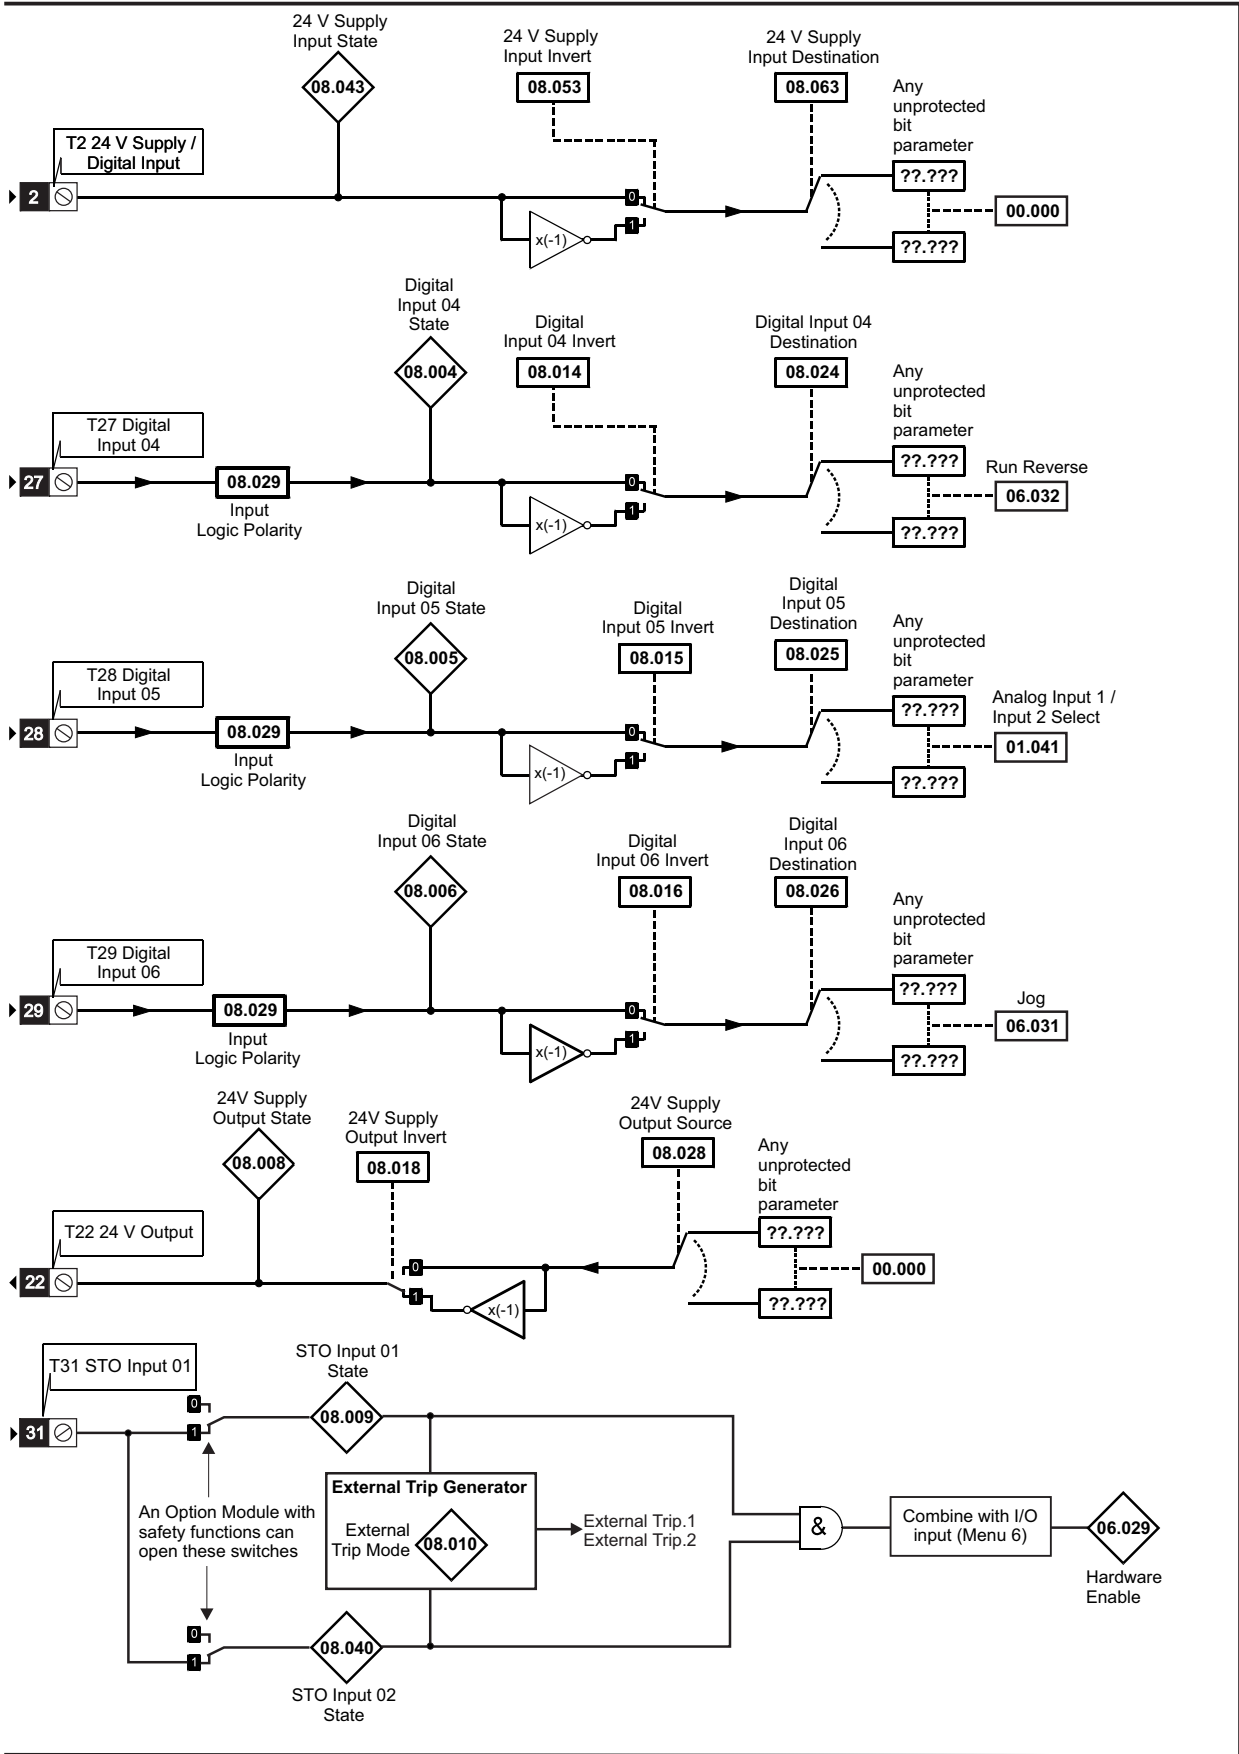 24 V Supply
Input State
08.043
24 V Supply
Input Invert
08.053
24 V Supply
Input Destination
08.063
Any
unprotected
bit
parameter
T2 24 V Supply /
Digital Input
2
0
1
x(-1)
??.???
??.???
00.000
Digital
Input 04
State
08.004
Digital
Input 04 Invert
08.014
Digital Input 04
Destination
08.024
Any
unprotected
bit
parameter
T27 Digital
Input 04
27
08.029
Input
Logic Polarity
0
1
x(-1)
??.???
??.???
Run Reverse
06.032
Digital
Input 05 State
08.005
Digital
Input 05 Invert
08.015
Digital
Input 05
Destination
08.025
Any
unprotected
bit
parameter
T28 Digital
Input 05
28
08.029
Input
Logic Polarity
0
1
x(-1)
??.???
??.???
Analog Input 1 /
Input 2 Select
01.041
Digital
Input 06 State
08.006
Digital
Input 06 Invert
08.016
Digital
Input 06
Destination
08.026
Any
unprotected
bit
parameter
T29 Digital
Input 06
29
08.029
Input
Logic Polarity
0
1
x(-1)
??.???
??.???
Jog
06.031
24V Supply
Output State
08.008
24V Supply
Output Invert
08.018
24V Supply
Output Source
08.028
Any
unprotected
bit
parameter
T22 24 V Output
22
0
1
x(-1)
??.???
??.???
00.000
T31 STO Input 01
31
0
1
STO Input 01
State
08.009
An Option Module with
safety functions can
open these switches
External Trip Generator
External
Trip Mode
08.010
External Trip.1
External Trip.2
&
Combine with I/O
input (Menu 6)
06.029
Hardware
Enable
0
1
08.040
STO Input 02
State